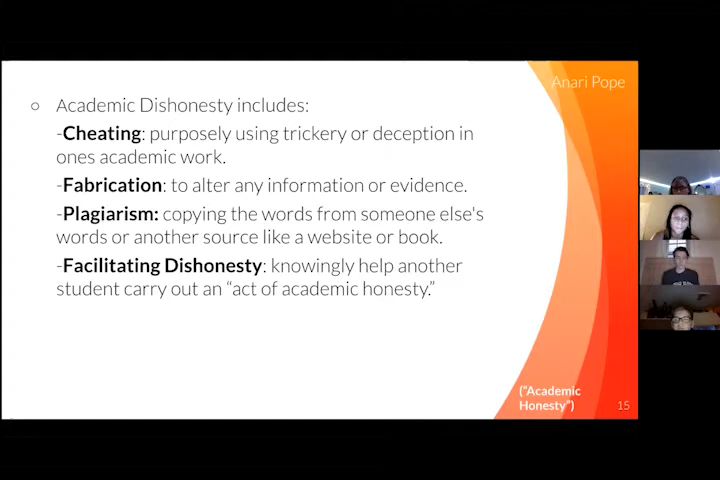 Anari Pope
○ Academic Dishonesty includes:
-Cheating: purposely using trickery or deception in
ones academic work.
-Fabrication: to alter any information or evidence.
-Plagiarism: copying the words from someone else's
words or another source like a website or book.
-Facilitating Dishonesty: knowingly help another
student carry out an “act of academic honesty.”
(“Academic
Honesty”)
15